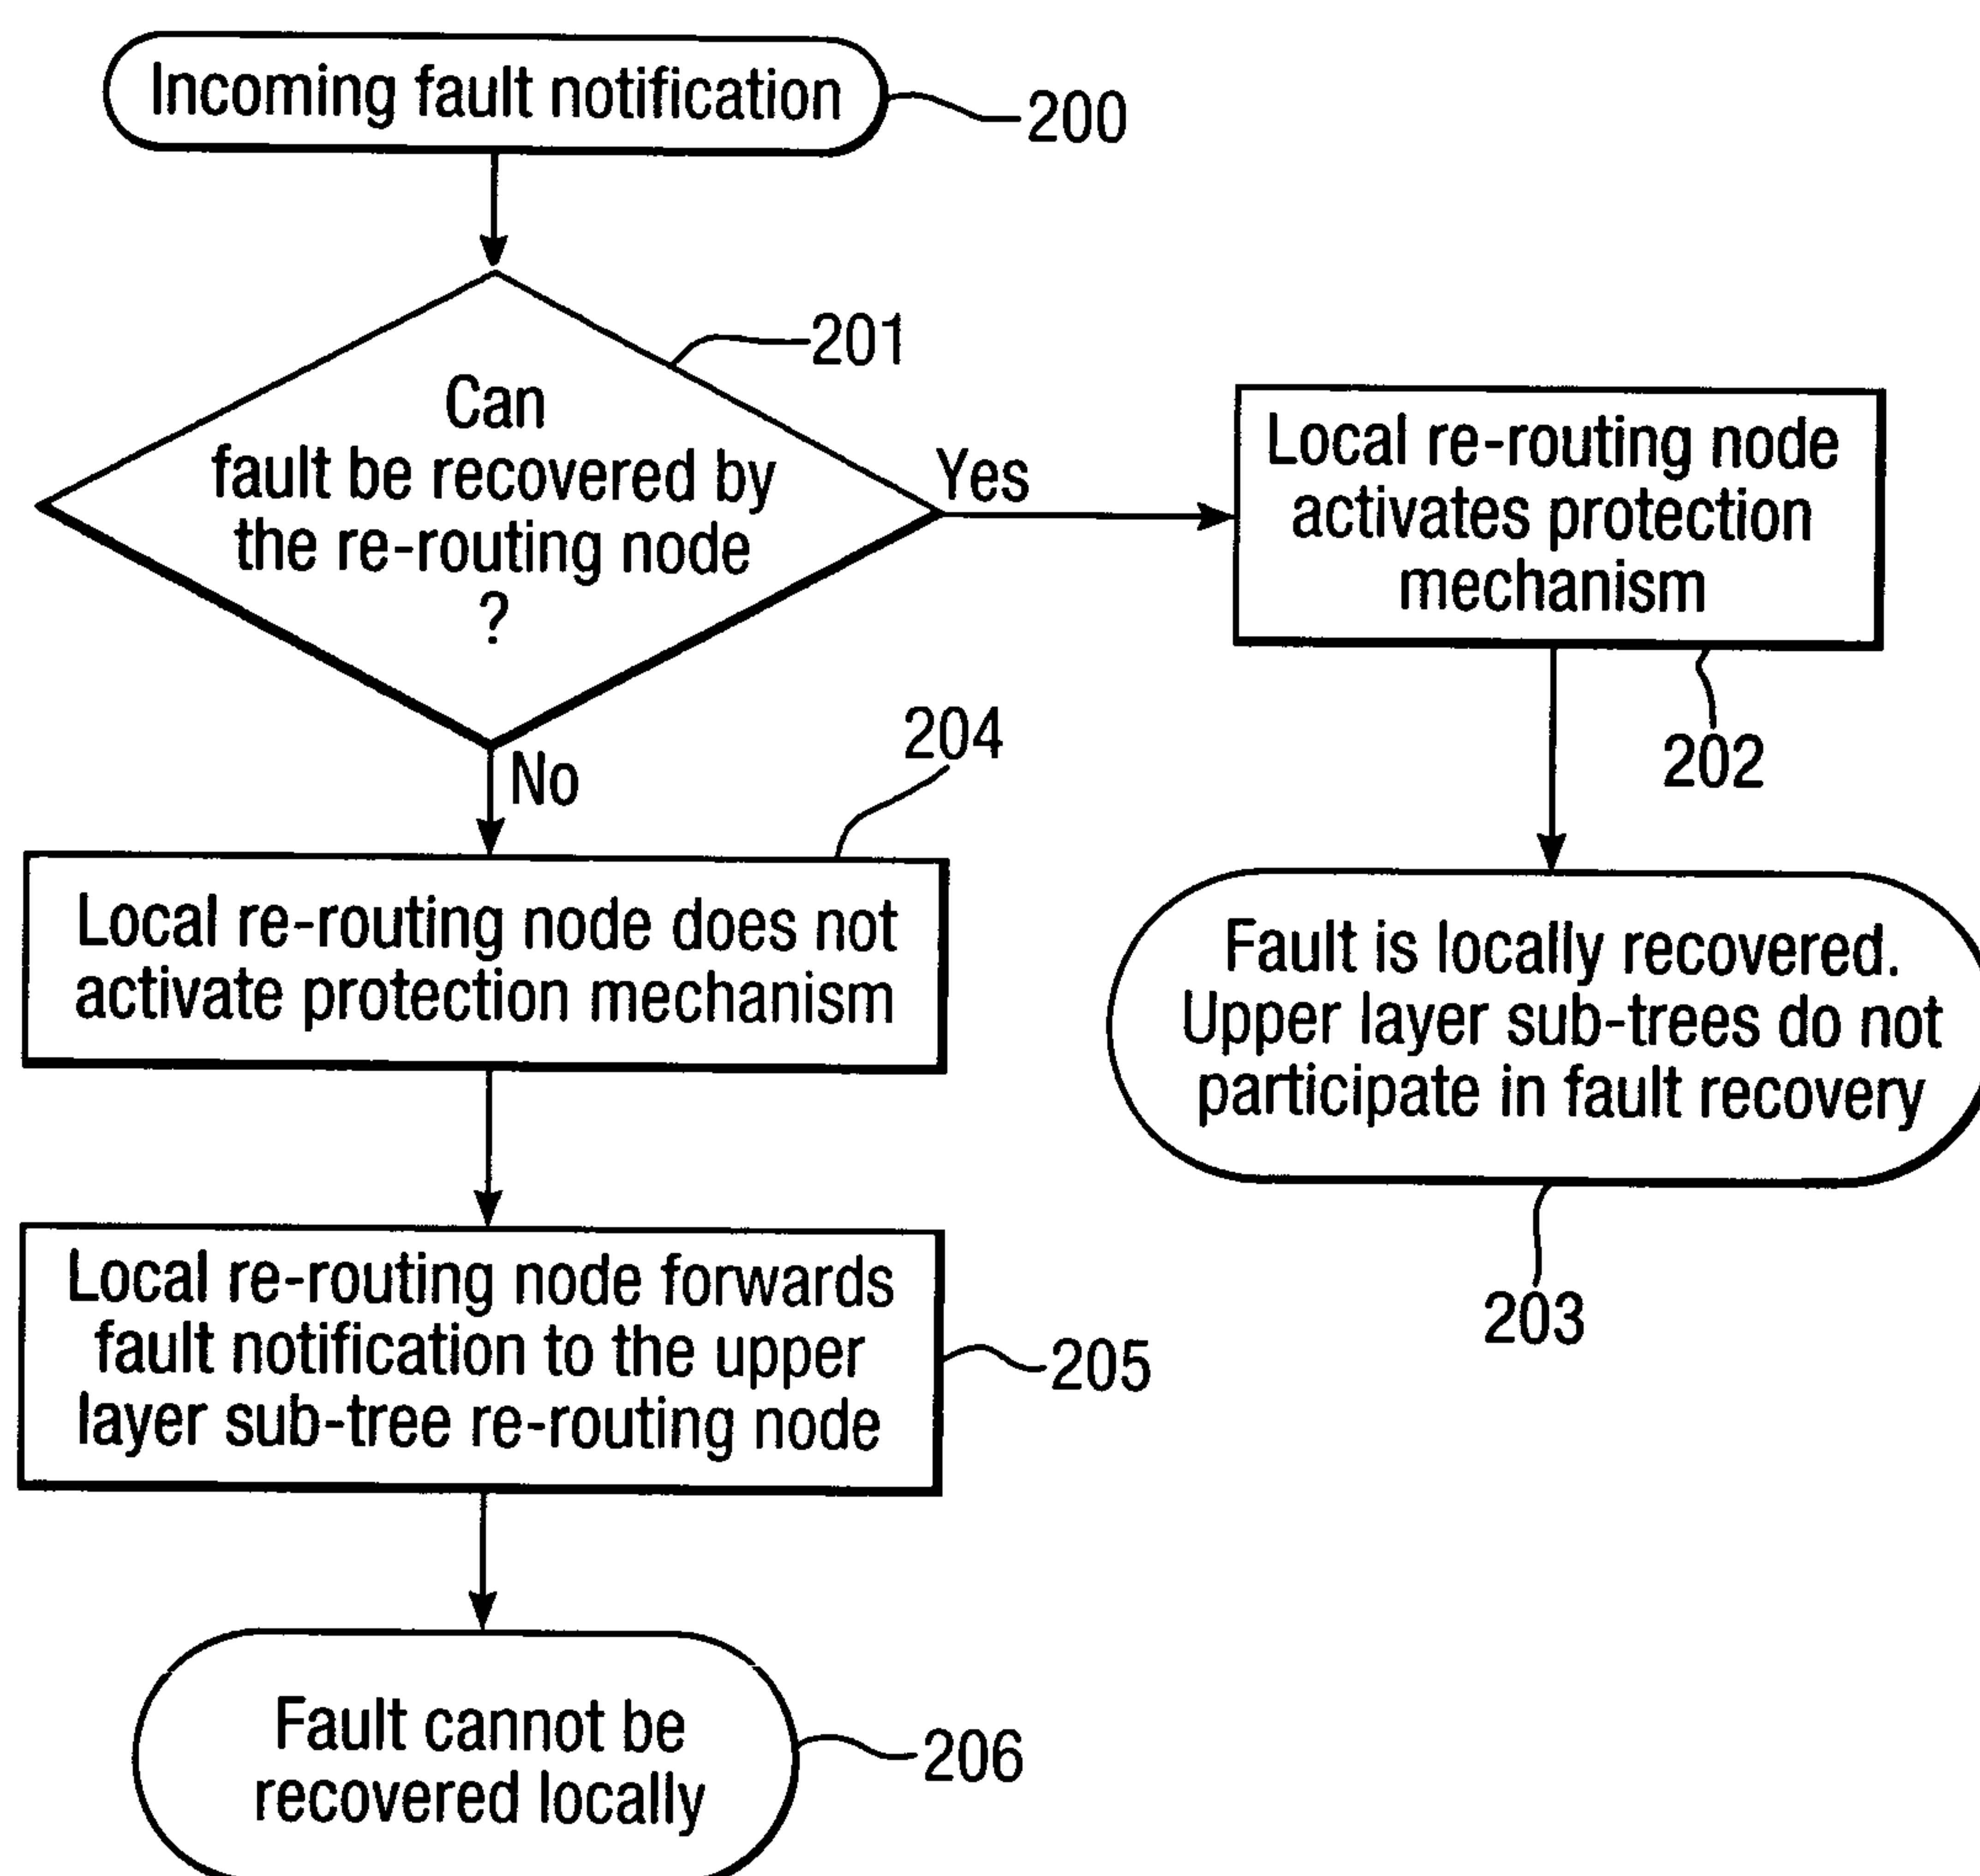 Incoming fault notification
200
201
Can
fault be recovered by
the re-routing node
?
Yes
Local re-routing node
activates protection
mechanism
202
No
204
Local re-routing node does not
activate protection mechanism
Fault is locally recovered.
Upper layer sub-trees do not
participate in fault recovery
203
Local re-routing node forwards
fault notification to the upper
layer sub-tree re-routing node
205
Fault cannot be
recovered locally
206